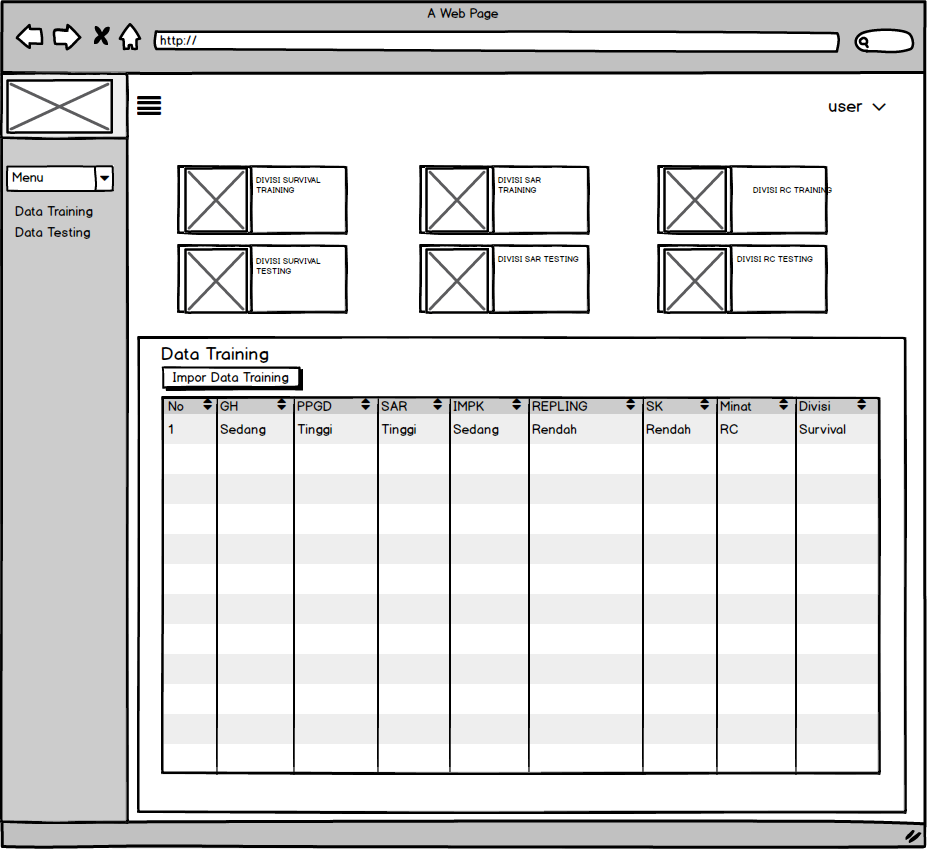 A Web Page
http://
user
Menu
Data Training
Data Testing
DIVISI SURVIVAL
TRAINING
DIVISI SAR
TRAINING
DIVISI RC TRAINING
DIVISI SURVIVAL
TESTING
DIVISI SAR TESTING
DIVISI RC TESTING
Data Training
Impor Data Training
No GH PPGD SAR IMPK REPLING SK Minat Divisi
1 Sedang Tinggi Tinggi Sedang Rendah Rendah RC Survival